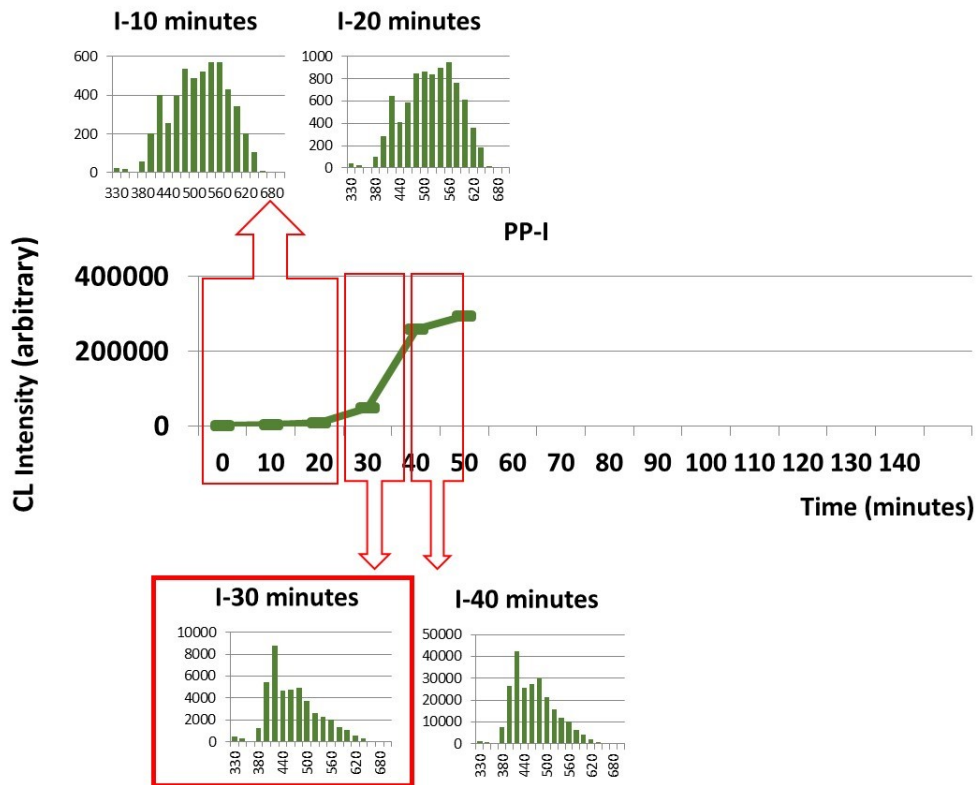 I-10 minutes
600
400
200
0
330 380 440 500 560 620 680
I-20 minutes
1000
800
600
400
200
0
330 380 440 500 560 620 680
PP-I
CL Intensity (arbitrary)
400000
200000
0
0 10 20 30 40 50 60 70 80 90 100 110 120 130 140
Time (minutes)
I-30 minutes
10000
8000
6000
4000
2000
0
330 380 440 500 560 620 680
I-40 minutes
50000
40000
30000
20000
10000
0
330 380 440 500 560 620 680